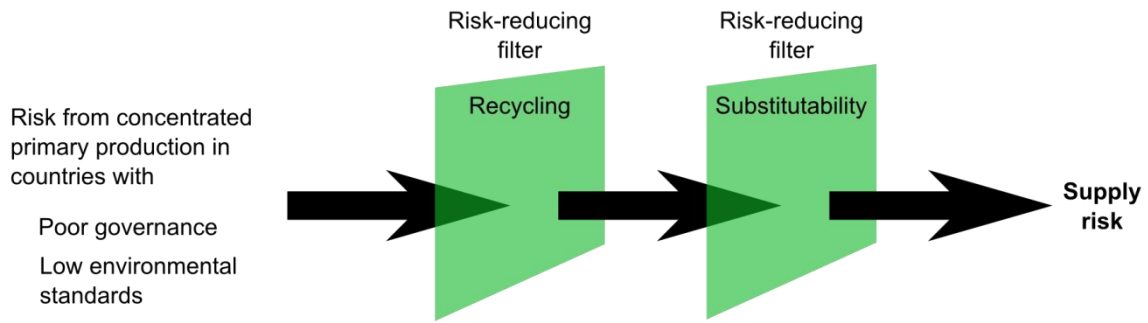 Risk from concentrated
primary production in
countries with
Poor governance
Low environmental
standards
Risk-reducing
filter
Recycling
Risk-reducing
filter
Substitutability
Supply
risk